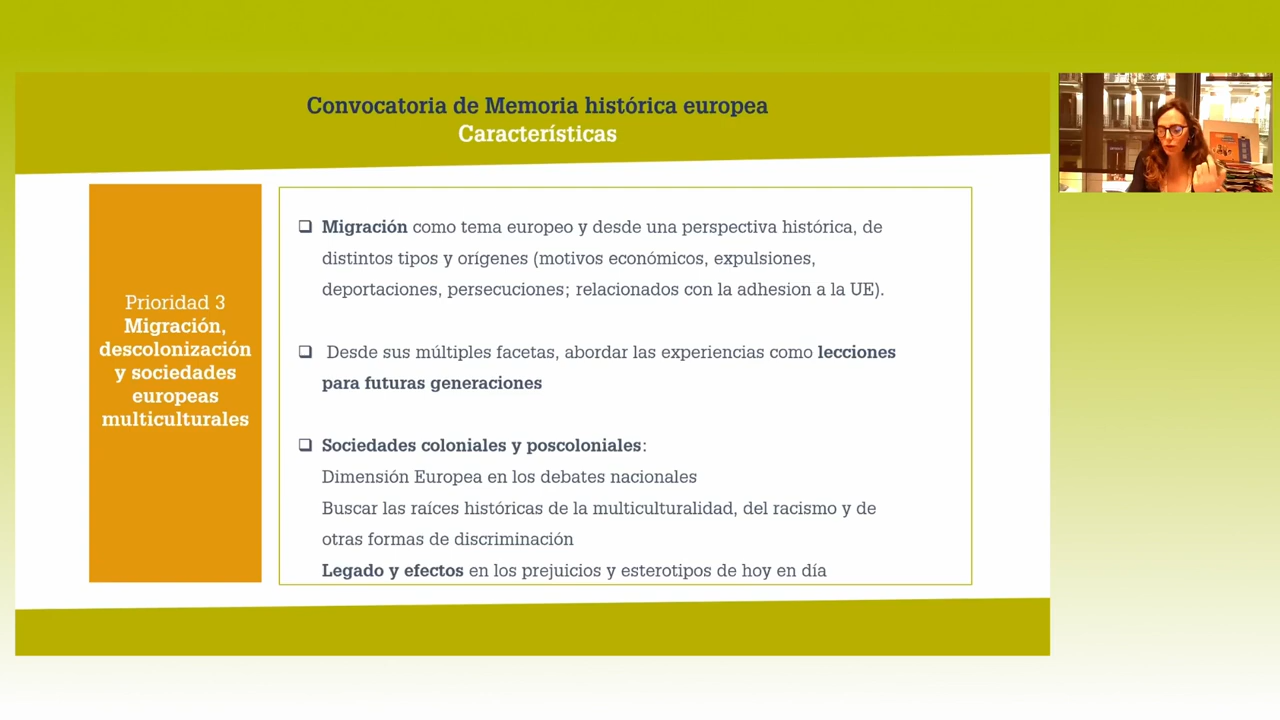 Convocatoria de Memoria histórica europea
Características
Prioridad 3
Migración,
descolonización
y sociedades
europeas
multiculturales
❑ Migración como tema europeo y desde una perspectiva histórica, de
distintos tipos y orígenes (motivos económicos, expulsiones,
deportaciones, persecuciones; relacionados con la adhesion a la UE).
❑ Desde sus múltiples facetas, abordar las experiencias como lecciones
para futuras generaciones
❑ Sociedades coloniales y poscoloniales:
Dimensión Europea en los debates nacionales
Buscar las raíces históricas de la multiculturalidad, del racismo y de
otras formas de discriminación
Legado y efectos en los prejuicios y esterotipos de hoy en día